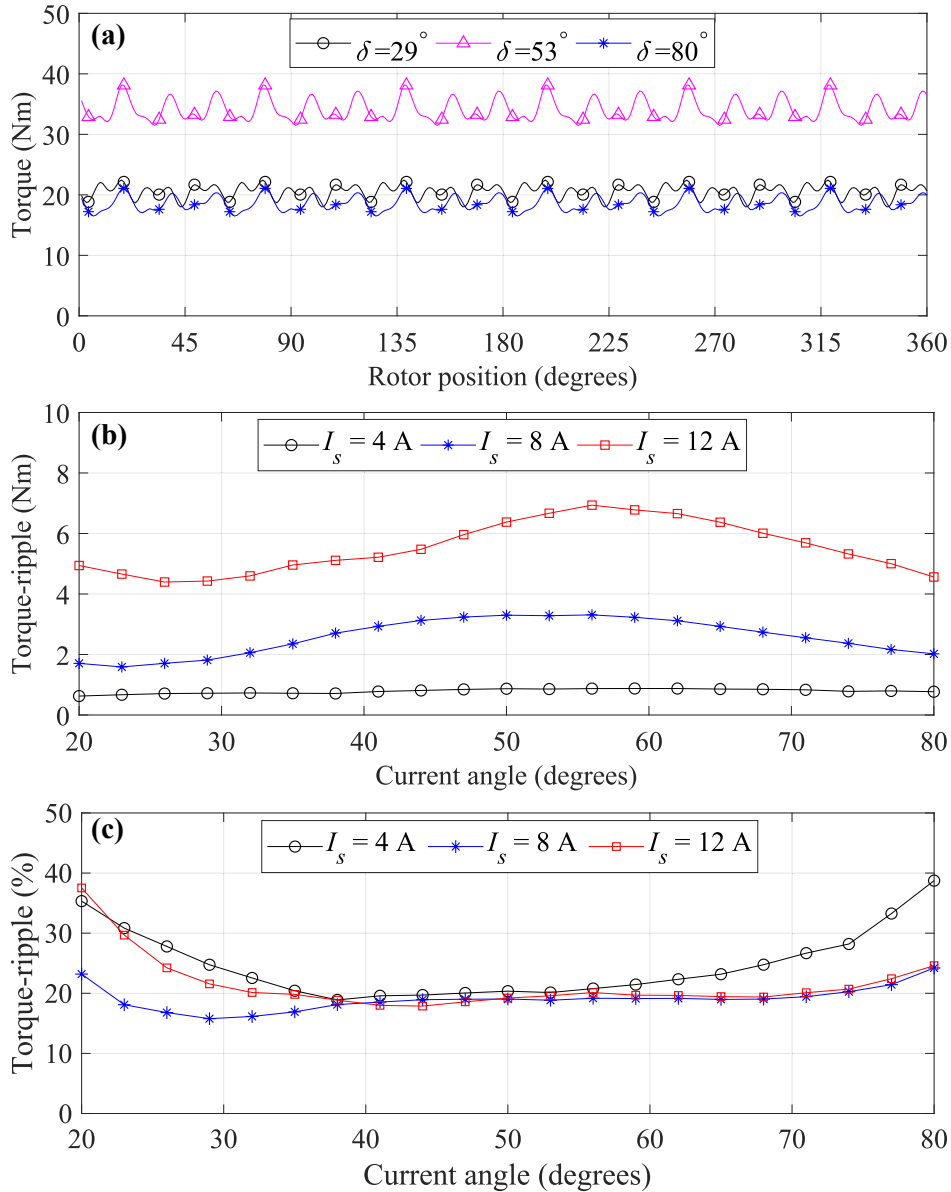 (a)
δ=29° δ=53° δ=80°
50
40
30
20
10
0
Torque (Nm)
0 45 90 135 180 225 270 315 360
Rotor position (degrees)
(b)
I_s = 4 A I_s = 8 A I_s = 12 A
10
8
6
4
2
0
Torque-ripple (Nm)
20 30 40 50 60 70 80
Current angle (degrees)
(c)
I_s = 4 A I_s = 8 A I_s = 12 A
50
40
30
20
10
0
Torque-ripple (%)
20 30 40 50 60 70 80
Current angle (degrees)